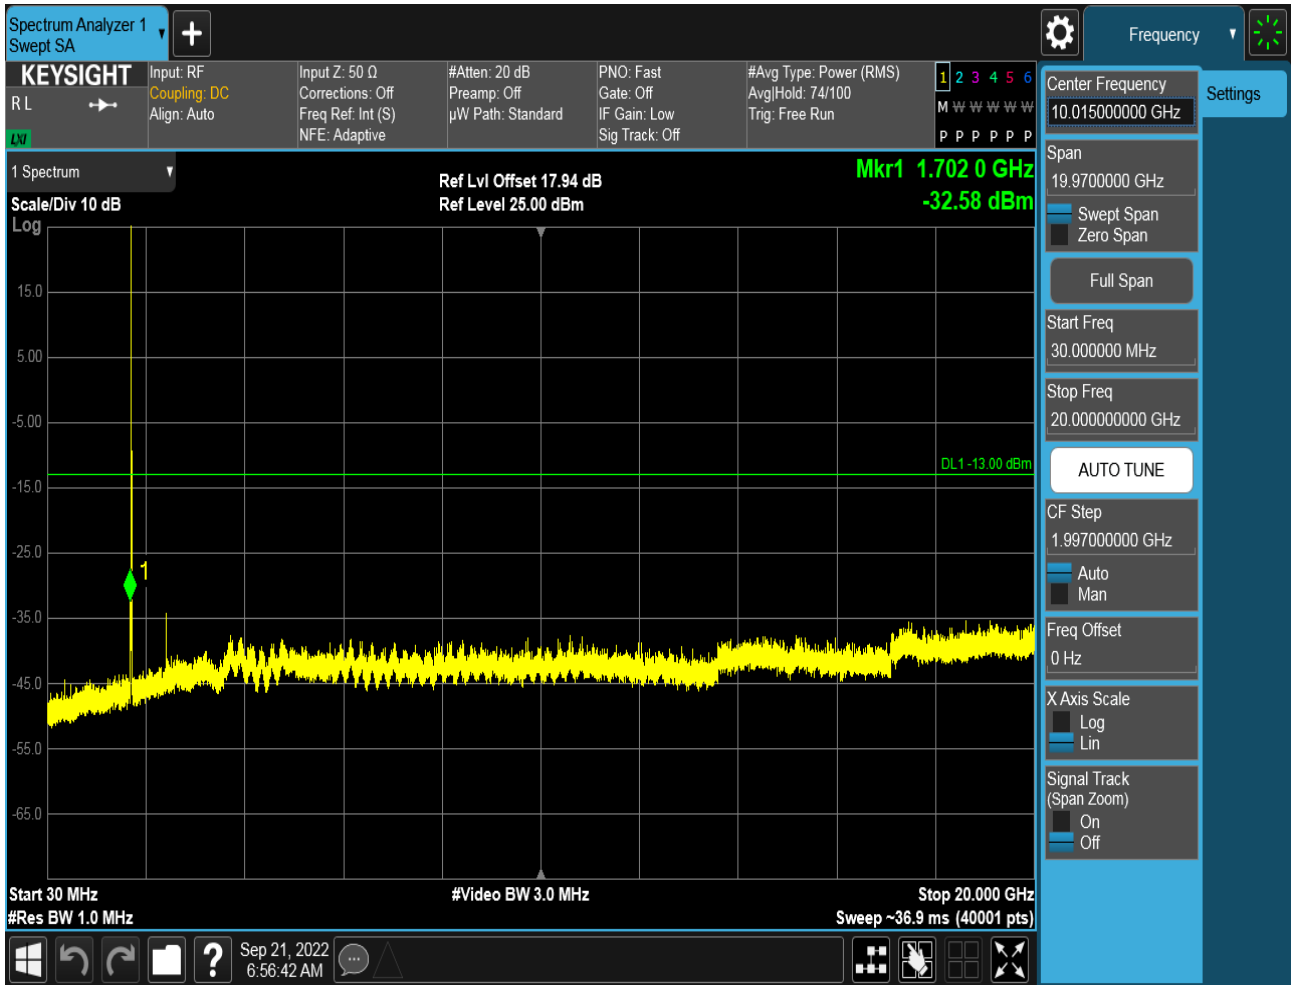 Spectrum Analyzer 1
Swept SA
Frequency
KEYSIGHT
R L
LXI
Input: RF
Coupling: DC
Align: Auto
Input Z: 50 Ω
Corrections: Off
Freq Ref: Int (S)
NFE: Adaptive
#Atten: 20 dB
Preamp: Off
µW Path: Standard
PNO: Fast
Gate: Off
IF Gain: Low
Sig Track: Off
#Avg Type: Power (RMS)
Avg|Hold: 74/100
Trig: Free Run
1 2 3 4 5 6
M W W W W W
P P P P P P
1 Spectrum
Scale/Div 10 dB
Log
Ref Lvl Offset 17.94 dB
Ref Level 25.00 dBm
Mkr1 1.702 0 GHz
-32.58 dBm
15.0
5.00
-5.00
DL1 -13.00 dBm
-15.0
-25.0
1
-35.0
-45.0
-55.0
-65.0
Start 30 MHz
#Res BW 1.0 MHz
#Video BW 3.0 MHz
Stop 20.000 GHz
Sweep ~36.9 ms (40001 pts)
Sep 21, 2022
6:56:42 AM
Center Frequency
10.015000000 GHz
Settings
Span
19.9700000 GHz
Swept Span
Zero Span
Full Span
Start Freq
30.000000 MHz
Stop Freq
20.000000000 GHz
AUTO TUNE
CF Step
1.997000000 GHz
Auto
Man
Freq Offset
0 Hz
X Axis Scale
Log
Lin
Signal Track
(Span Zoom)
On
Off